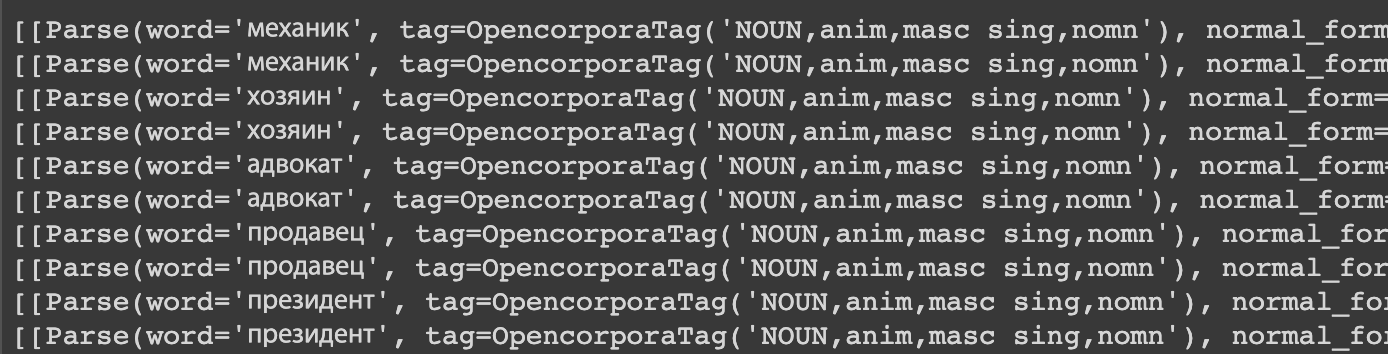 [[Parse(word='механик', tag=OpencorporaTag('NOUN,anim,masc sing,nomn'), normal_form
[[Parse(word='механик', tag=OpencorporaTag('NOUN,anim,masc sing,nomn'), normal_form
[[Parse(word='хозяин', tag=OpencorporaTag('NOUN,anim,masc sing,nomn'), normal_form=
[[Parse(word='хозяин', tag=OpencorporaTag('NOUN,anim,masc sing,nomn'), normal_form=
[[Parse(word='адвокат', tag=OpencorporaTag('NOUN,anim,masc sing,nomn'), normal_form=
[[Parse(word='адвокат', tag=OpencorporaTag('NOUN,anim,masc sing,nomn'), normal_form=
[[Parse(word='продавец', tag=OpencorporaTag('NOUN,anim,masc sing,nomn'), normal_for
[[Parse(word='продавец', tag=OpencorporaTag('NOUN,anim,masc sing,nomn'), normal_for
[[Parse(word='президент', tag=OpencorporaTag('NOUN,anim,masc sing,nomn'), normal_fo
[[Parse(word='президент', tag=OpencorporaTag('NOUN,anim,masc sing,nomn'), normal_fo